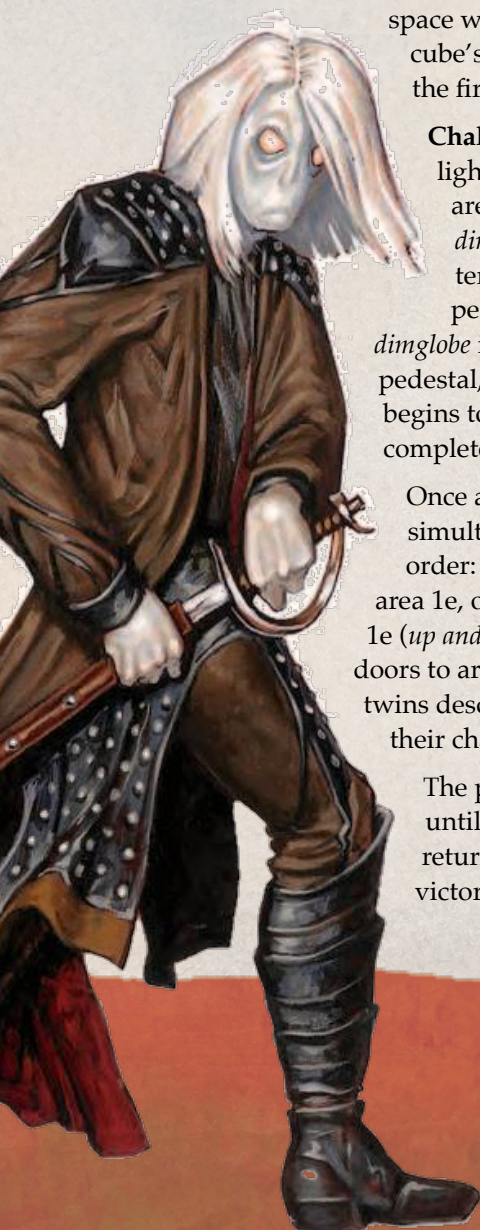 space w
cube's
the fir
Chal
ligh
are
dir
ter
pe
dimglobe
pedestal,
begins to
complete
Once a
simult
order:
area 1e, o
1e (up and
doors to ar
twins desc
their ch
The p
until
retur
victor